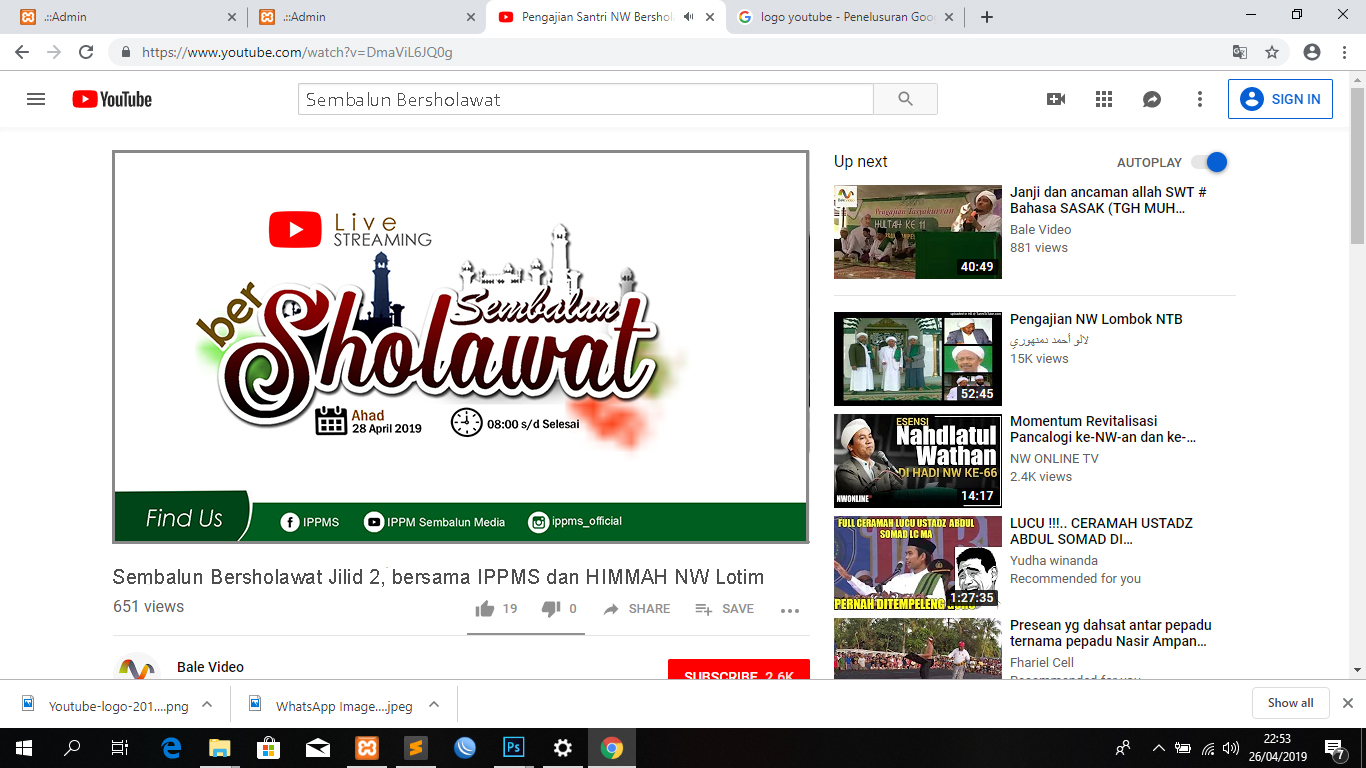 .::Admin
.::Admin
Pengajian Santri NW Bershol
logo youtube - Penelusuran Goo
https://www.youtube.com/watch?v=DmaViL6JQ0g
YouTube
Sembalun Bersholawat
SIGN IN
Live
STREAMING
ber
Sembalun
Sholawat
Ahad
28 April 2019
08:00 s/d Selesai
Find Us
IPPMS
IPPM Sembalun Media
ippms_official
Sembalun Bersholawat Jilid 2, bersama IPPMS dan HIMMAH NW Lotim
651 views
19
0
SHARE
SAVE
Bale Video
SUBSCRIBE 2.6K
Up next
AUTOPLAY
Bale Video
Pengajian Tasyakuran
HULTAH KE 11
40:49
Janji dan ancaman allah SWT #
Bahasa SASAK (TGH MUH...
Bale Video
881 views
52:45
Pengajian NW Lombok NTB
لالو أحمد دمنهوري
15K views
ESENSI
Nahdlatul
Wathan
DI HADI NW KE-66
NWONLINE
14:17
Momentum Revitalisasi
Pancalogi ke-NW-an dan ke-...
NW ONLINE TV
2.4K views
FULL CERAMAH LUCU USTADZ ABDUL
SOMAD LC MA
PERNAH DITEMPELENG
1:27:35
LUCU !!!.. CERAMAH USTADZ
ABDUL SOMAD DI...
Yudha winanda
Recommended for you
Presean yg dahsat antar pepadu
ternama pepadu Nasir Ampan...
Fhariel Cell
Recommended for you
Youtube-logo-201....png
WhatsApp Image....jpeg
Show all
Ps
22:53
26/04/2019
7